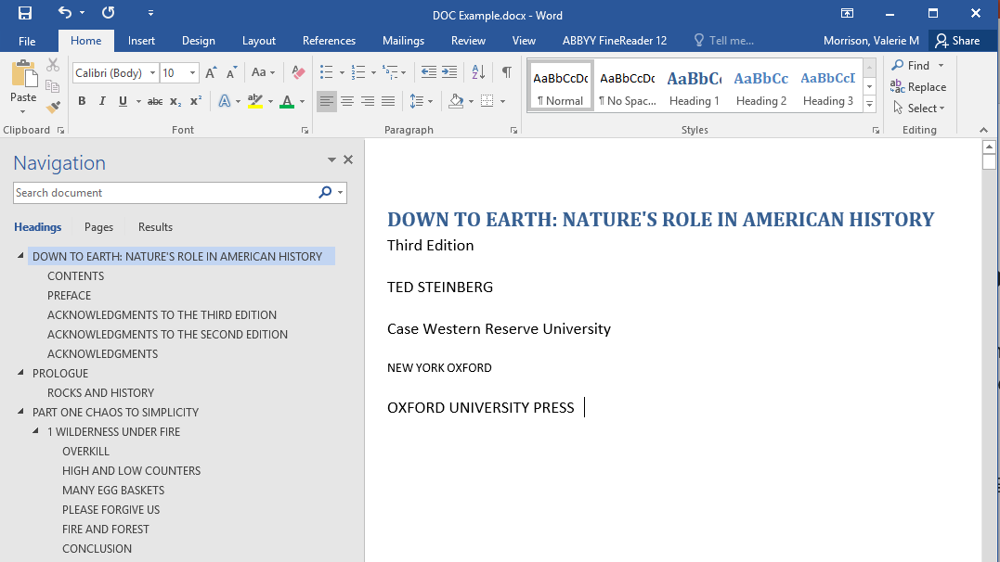 DOC Example.docx - Word
File Home Insert Design Layout References Mailings Review View ABBYY FineReader 12 Tell me... Morrison, Valerie M Share
Paste
Calibri (Body) 10 A A Aa A
B I U abc x₂ x² A ab A
AaBbCcDc AaBbCcDc AaBbC AaBbCc AaBbCcD
¶ Normal ¶ No Spac... Heading 1 Heading 2 Heading 3
Find
Replace
Select
Clipboard Font Paragraph Styles Editing
Navigation
Search document
Headings Pages Results
DOWN TO EARTH: NATURE'S ROLE IN AMERICAN HISTORY
CONTENTS
PREFACE
ACKNOWLEDGMENTS TO THE THIRD EDITION
ACKNOWLEDGMENTS TO THE SECOND EDITION
ACKNOWLEDGMENTS
PROLOGUE
ROCKS AND HISTORY
PART ONE CHAOS TO SIMPLICITY
1 WILDERNESS UNDER FIRE
OVERKILL
HIGH AND LOW COUNTERS
MANY EGG BASKETS
PLEASE FORGIVE US
FIRE AND FOREST
CONCLUSION
DOWN TO EARTH: NATURE'S ROLE IN AMERICAN HISTORY
Third Edition
TED STEINBERG
Case Western Reserve University
NEW YORK OXFORD
OXFORD UNIVERSITY PRESS